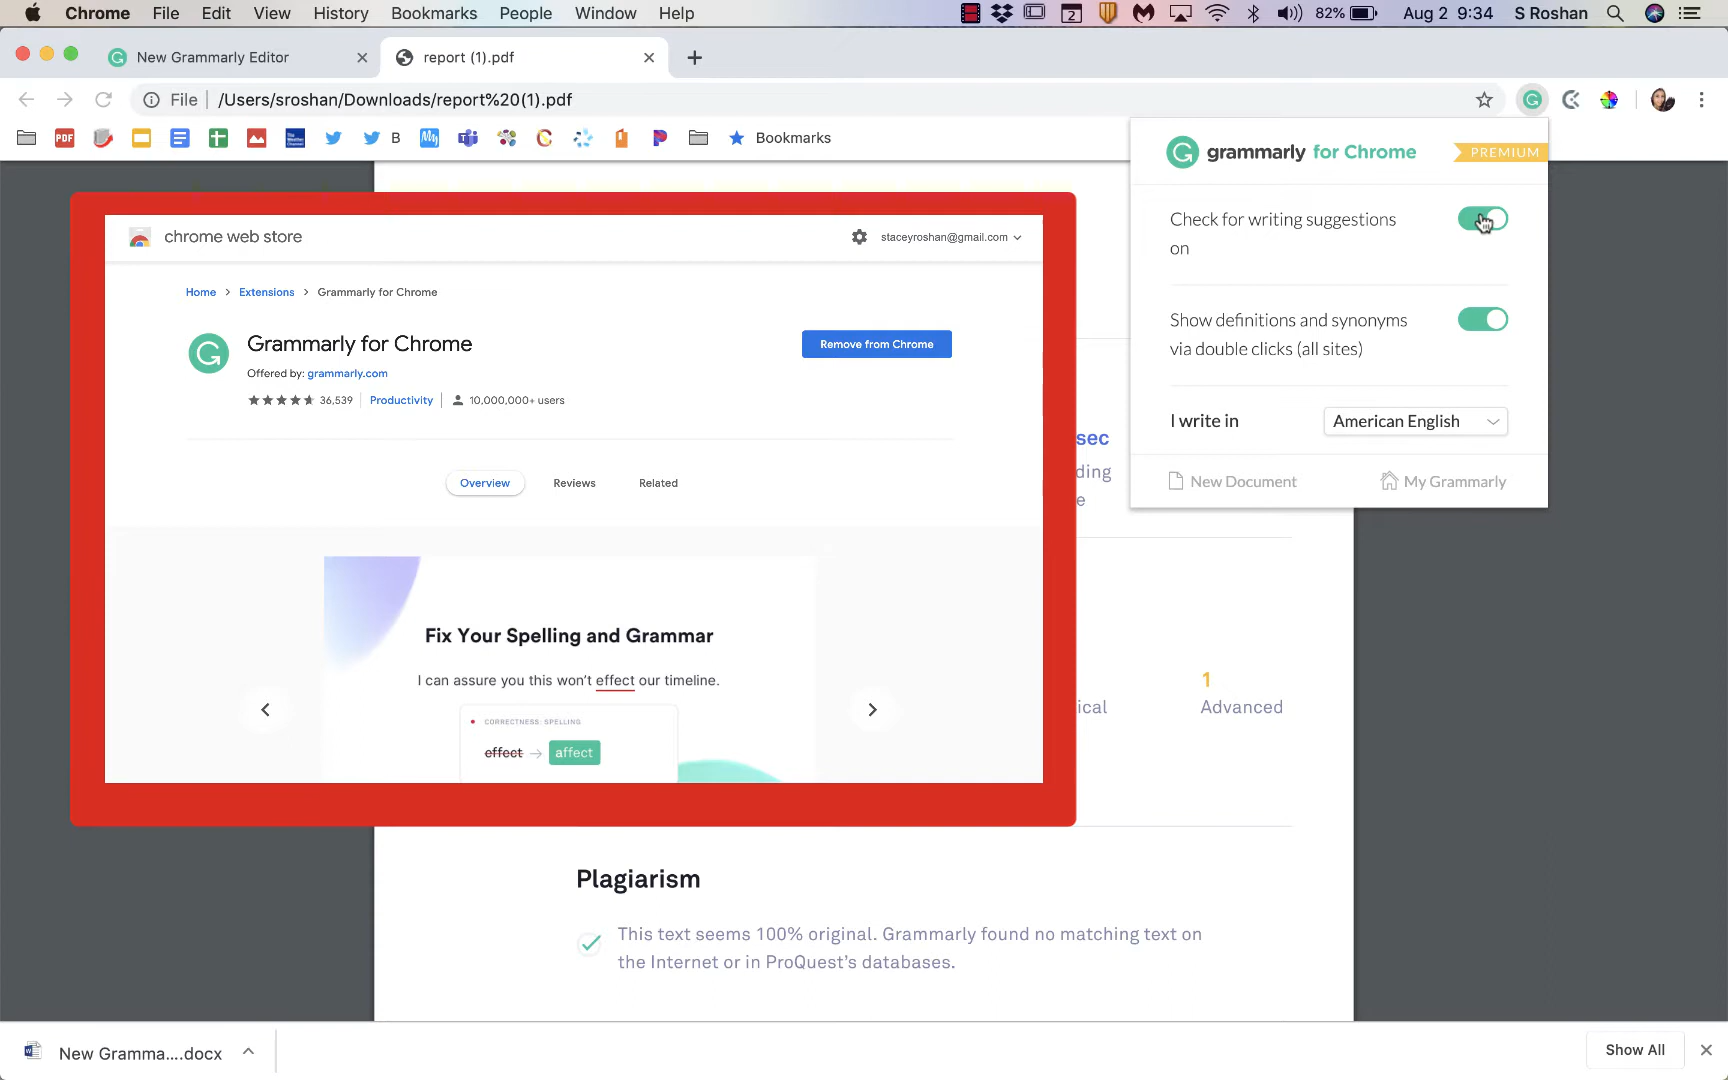 Chrome File Edit View History Bookmarks People Window Help 2 82% Aug 2 9:34 S Roshan
New Grammarly Editor
report (1).pdf
File /Users/sroshan/Downloads/report%20(1).pdf
PDF B My Bookmarks
grammarly for Chrome PREMIUM
Check for writing suggestions
on
Show definitions and synonyms
via double clicks (all sites)
I write in American English
New Document My Grammarly
chrome web store staceyroshan@gmail.com
Home > Extensions > Grammarly for Chrome
Grammarly for Chrome Remove from Chrome
Offered by: grammarly.com
36,539 Productivity 10,000,000+ users
Overview Reviews Related
Fix Your Spelling and Grammar
I can assure you this won't effect our timeline.
CORRECTNESS: SPELLING
effect → affect
sec
ding
e
1
ical Advanced
Plagiarism
This text seems 100% original. Grammarly found no matching text on
the Internet or in ProQuest's databases.
New Gramma....docx Show All